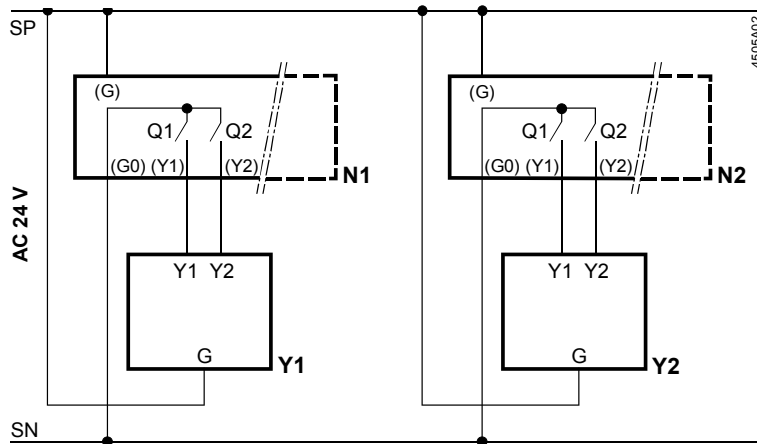 SP
4505A02
(G)
(G)
Q1
Q2
Q1
Q2
(G0) (Y1)
(Y2)
N1
(G0) (Y1)
(Y2)
N2
AC 24 V
Y1 Y2
Y1 Y2
G
Y1
G
Y2
SN